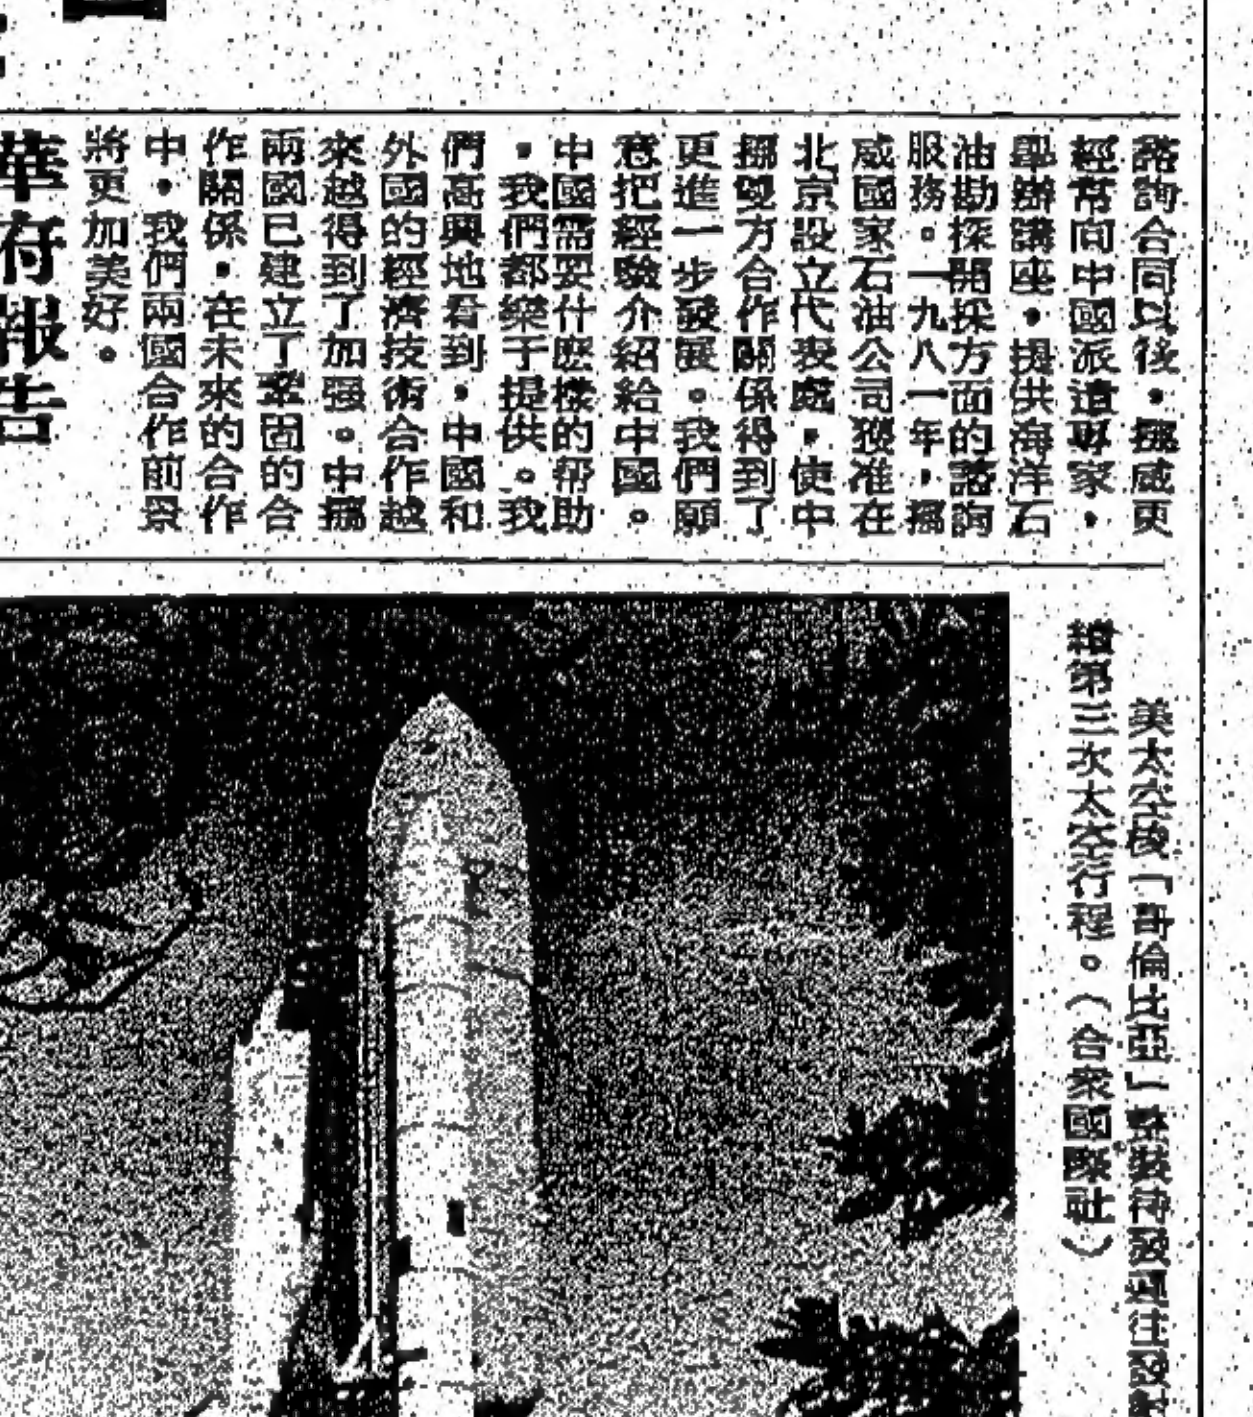 諮詢合同以後，挪威更
經常向中國派遣專家，
舉辦講座，提供海洋石
油勘探開採方面的諮詢
服務。一九八一年，挪
威國家石油公司獲准在
北京設立代表處，使中
挪雙方合作關係得到了
更進一步發展。我們願
意把經驗介紹給中國。
中國需要什麽樣的帮助
，我們都樂于提供。我
們高興地看到，中國和
外國的經濟技術合作越
來越得到了加强。中挪
兩國已建立了鞏固的合
作關係，在未來的合作
中，我們兩國合作前景
將更加美好。
華府報告
美太空梭「哥倫比亞」整裝待發運往發射
第三次太空行程。（合衆國際社）